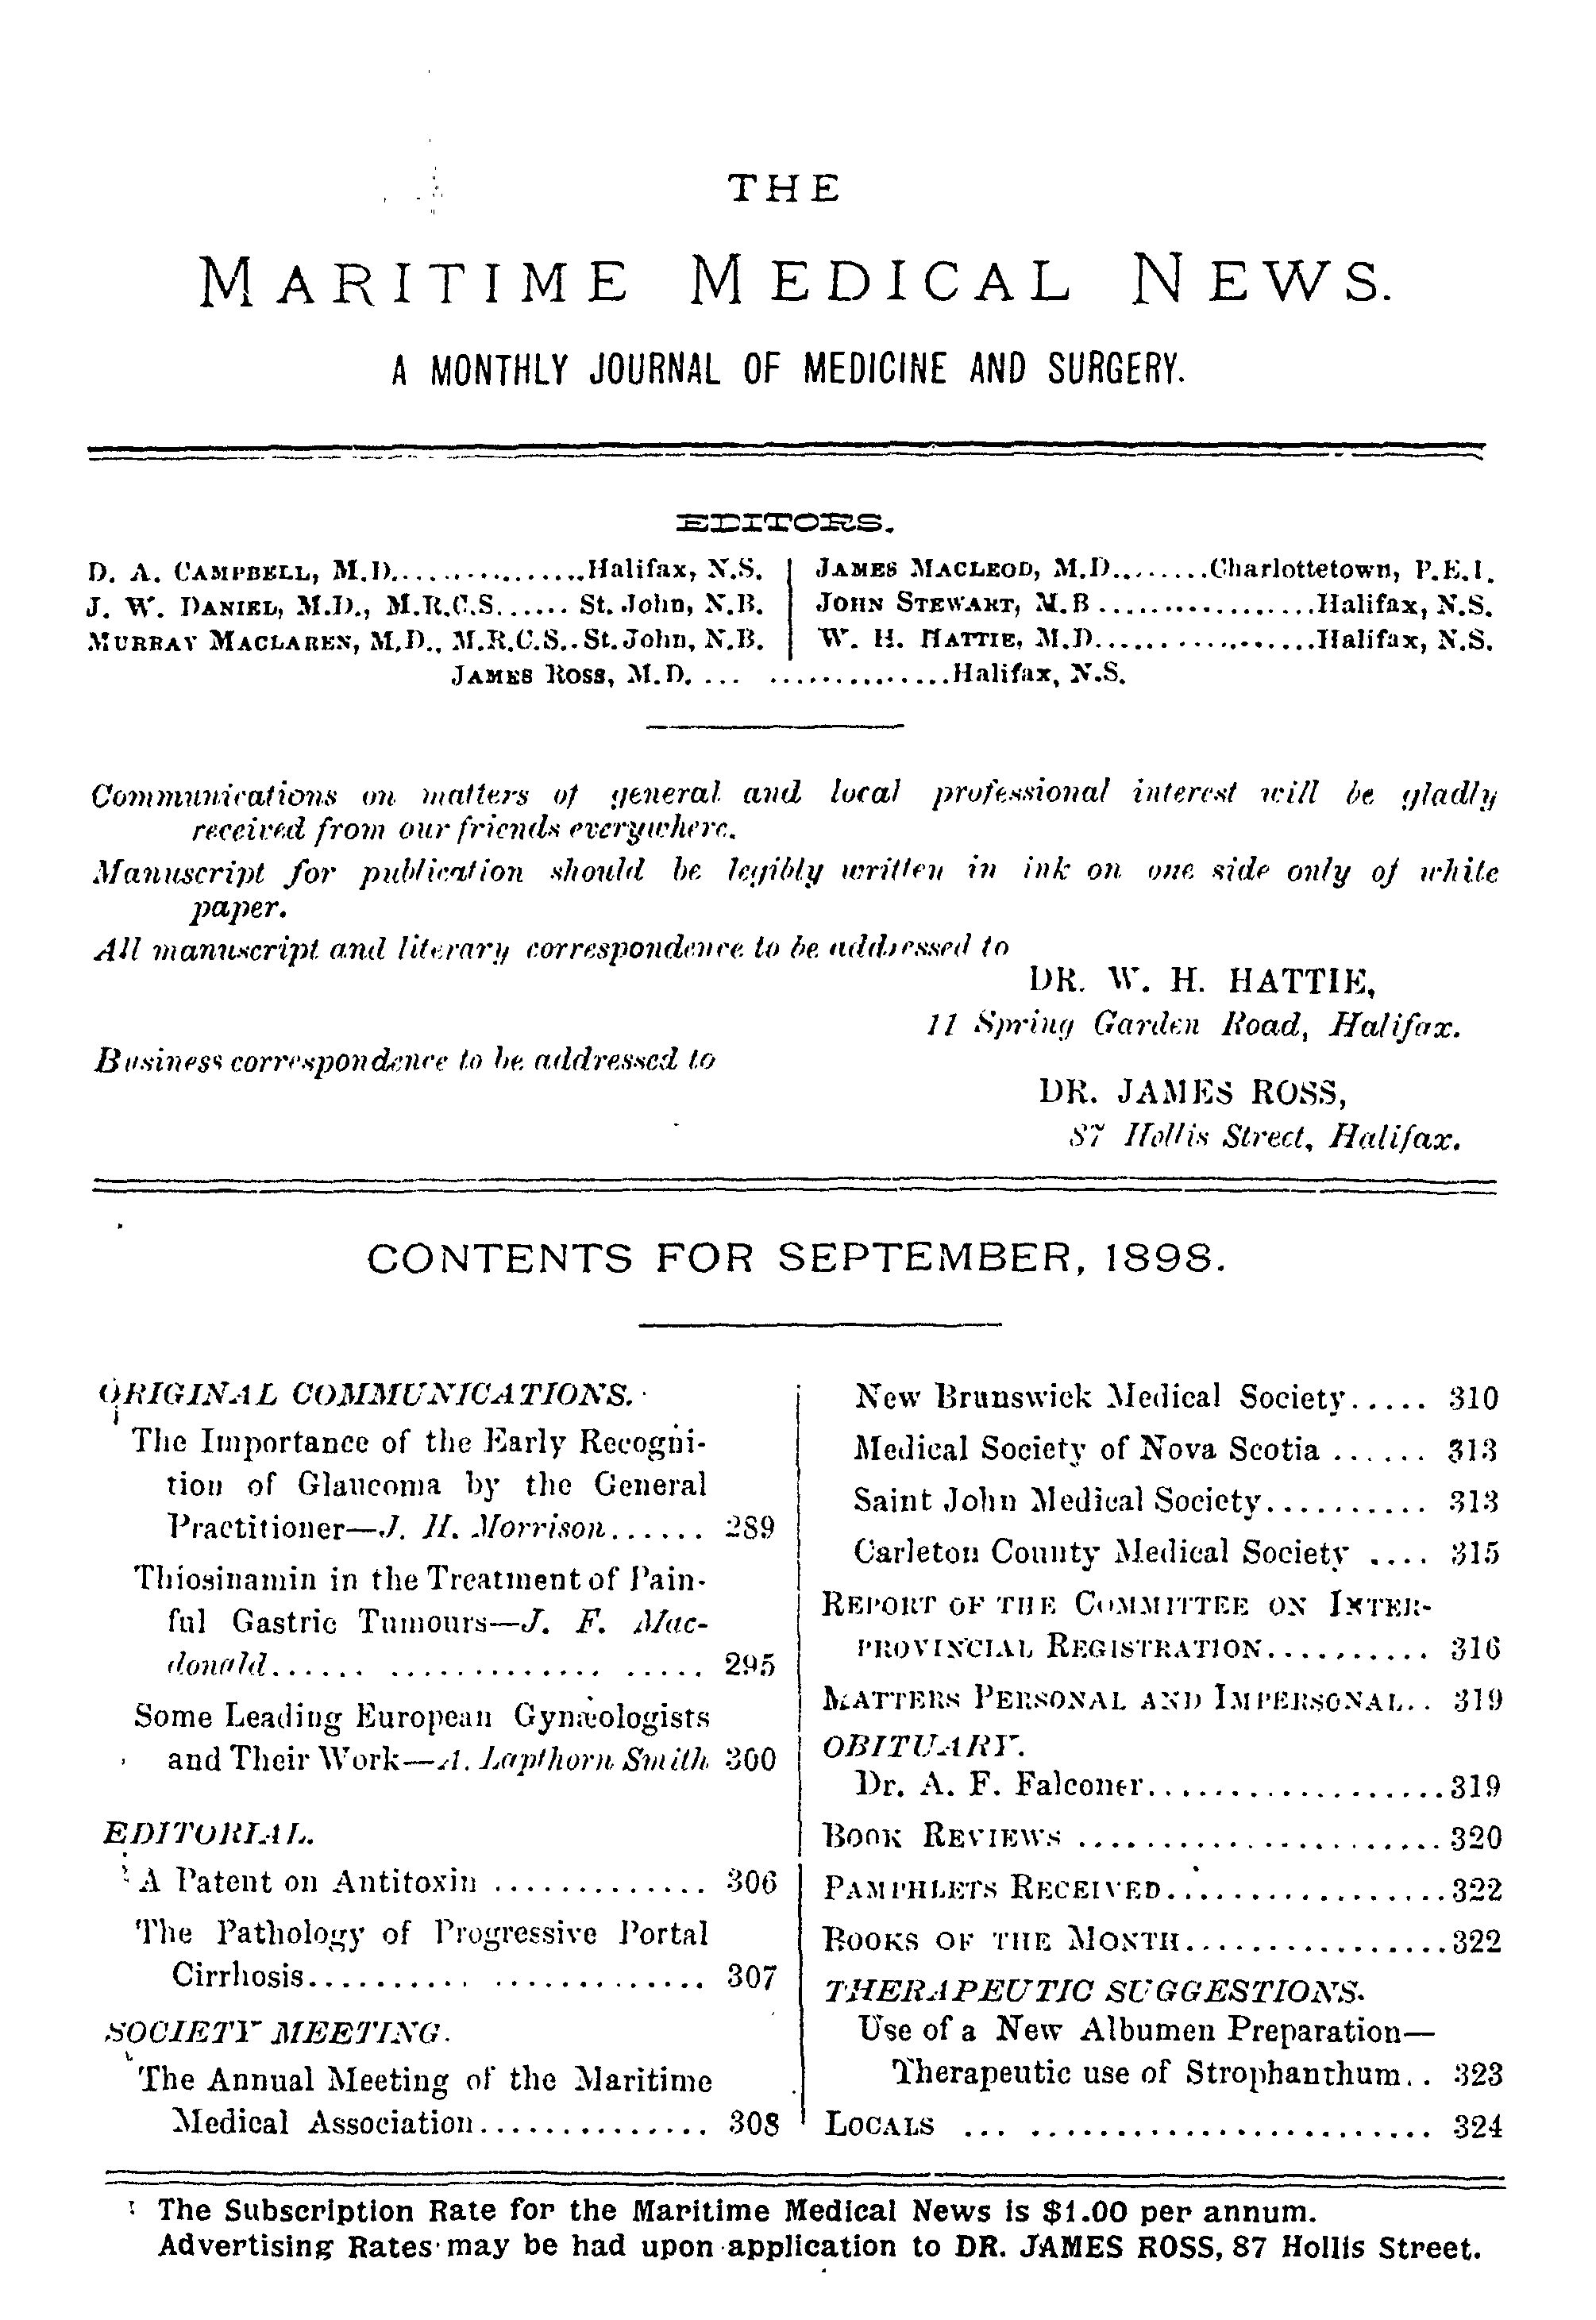 THE
MARITIME MEDICAL NEWS.
A MONTHLY JOURNAL OF MEDICINE AND SURGERY.
EDITORS.
D. A. CAMPBELL, M.D..................Halifax, N.S.
J. W. DANIEL, M.D., M.R.C.S...... St. John, N.B.
MURRAY MACLAREN, M.D., M.R.C.S..St. John, N.B.
JAMES MACLEOD, M.D.........Charlottetown, P.E.I.
JOHN STEWART, M.B ...................Halifax, N.S.
W. H. HATTIE, M.D....................Halifax, N.S.
JAMES ROSS, M.D. ... ...............Halifax, N.S.
Communications on matters of general and local professional interest will be gladly
received from our friends everywhere.
Manuscript for publication should be legibly written in ink on one side only of white
paper.
All manuscript and literary correspondence to be addressed to
DR. W. H. HATTIE,
11 Spring Garden Road, Halifax.
Business correspondence to be addressed to
DR. JAMES ROSS,
87 Hollis Street, Halifax.
CONTENTS FOR SEPTEMBER, 1898.
ORIGINAL COMMUNICATIONS.
The Importance of the Early Recogni-
tion of Glaucoma by the General
Practitioner—J. H. Morrison...... 289
Thiosinamin in the Treatment of Pain-
ful Gastric Tumours—J. F. Mac-
donald...... ............. ..... 295
Some Leading European Gynæcologists
and Their Work—A. Lapthorn Smith 300
EDITORIAL.
A Patent on Antitoxin ............. 306
The Pathology of Progressive Portal
Cirrhosis.......... ............. 307
SOCIETY MEETING.
The Annual Meeting of the Maritime
Medical Association.............. 308
New Brunswick Medical Society..... 310
Medical Society of Nova Scotia ...... 313
Saint John Medical Society.......... 313
Carleton County Medical Society .... 315
REPORT OF THE COMMITTEE ON INTER-
PROVINCIAL REGISTRATION.......... 316
MATTERS PERSONAL AND IMPERSONAL.. 319
OBITUARY.
Dr. A. F. Falconer...................319
BOOK REVIEWS ......................320
PAMPHLETS RECEIVED.................322
BOOKS OF THE MONTH................322
THERAPEUTIC SUGGESTIONS.
Use of a New Albumen Preparation—
Therapeutic use of Strophanthum.. 323
LOCALS ... ........................ 324
The Subscription Rate for the Maritime Medical News is $1.00 per annum.
Advertising Rates may be had upon application to DR. JAMES ROSS, 87 Hollis Street.